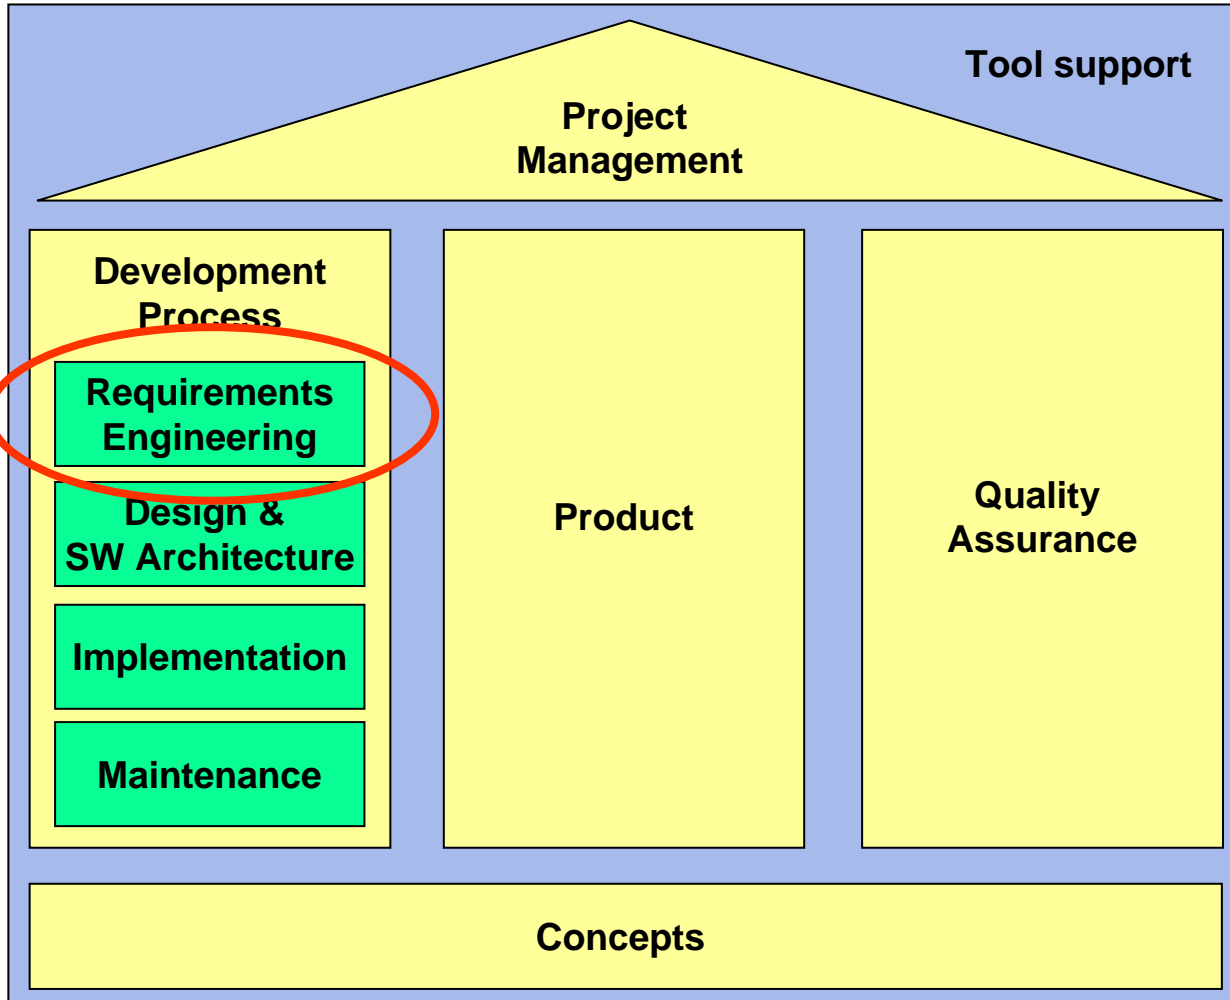 Tool support
Project
Management
Development
Process
Requirements
Engineering
Design &
SW Architecture
Implementation
Maintenance
Product
Quality
Assurance
Concepts